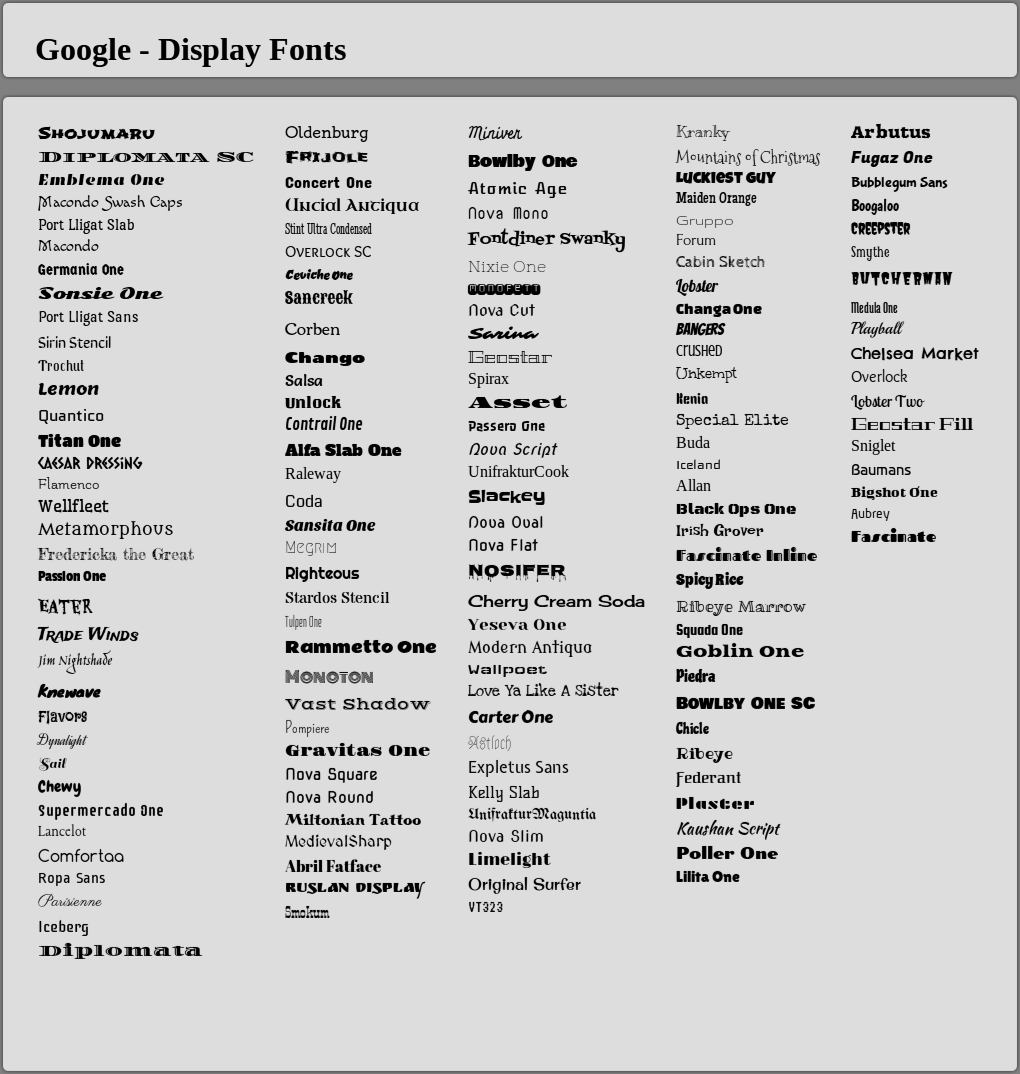 Google - Display Fonts
Shojumaru
Diplomata SC
Emblema One
Macondo Swash Caps
Port Lligat Slab
Macondo
Germania One
Sonsie One
Port Lligat Sans
Sirin Stencil
Trochut
Lemon
Quantico
Titan One
Caesar Dressing
Flamenco
Wellfleet
Metamorphous
Fredericka the Great
Passion One
Eater
Trade Winds
Jim Nightshade
Knewave
Flavors
Dynalight
Sail
Chewy
Supermercado One
Lancelot
Comfortaa
Ropa Sans
Parisienne
Iceberg
Diplomata
Oldenburg
Frijole
Concert One
Uncial Antiqua
Stint Ultra Condensed
Overlock SC
Ceviche One
Sancreek
Corben
Chango
Salsa
Unlock
Contrail One
Alfa Slab One
Raleway
Coda
Sansita One
Megrim
Righteous
Stardos Stencil
Tulpen One
Rammetto One
Monoton
Vast Shadow
Pompiere
Gravitas One
Nova Square
Nova Round
Miltonian Tattoo
MedievalSharp
Abril Fatface
Ruslan Display
Smokum
Miniver
Bowlby One
Atomic Age
Nova Mono
Fontdiner Swanky
Nixie One
Monofett
Nova Cut
Sarina
Geostar
Spirax
Asset
Passero One
Nova Script
UnifrakturCook
Slackey
Nova Oval
Nova Flat
Nosifer
Cherry Cream Soda
Yeseva One
Modern Antiqua
Wallpoet
Love Ya Like A Sister
Carter One
Astloch
Expletus Sans
Kelly Slab
UnifrakturMaguntia
Nova Slim
Limelight
Original Surfer
VT323
Kranky
Mountains of Christmas
Luckiest Guy
Maiden Orange
Gruppo
Forum
Cabin Sketch
Lobster
Changa One
Bangers
Crushed
Unkempt
Kenia
Special Elite
Buda
Iceland
Allan
Black Ops One
Irish Grover
Fascinate Inline
Spicy Rice
Ribeye Marrow
Squada One
Goblin One
Piedra
Bowlby One SC
Chicle
Ribeye
Federant
Plaster
Kaushan Script
Poller One
Lilita One
Arbutus
Fugaz One
Bubblegum Sans
Boogaloo
Creepster
Smythe
Butcherman
Medula One
Playball
Chelsea Market
Overlock
Lobster Two
Geostar Fill
Sniglet
Baumans
Bigshot One
Aubrey
Fascinate